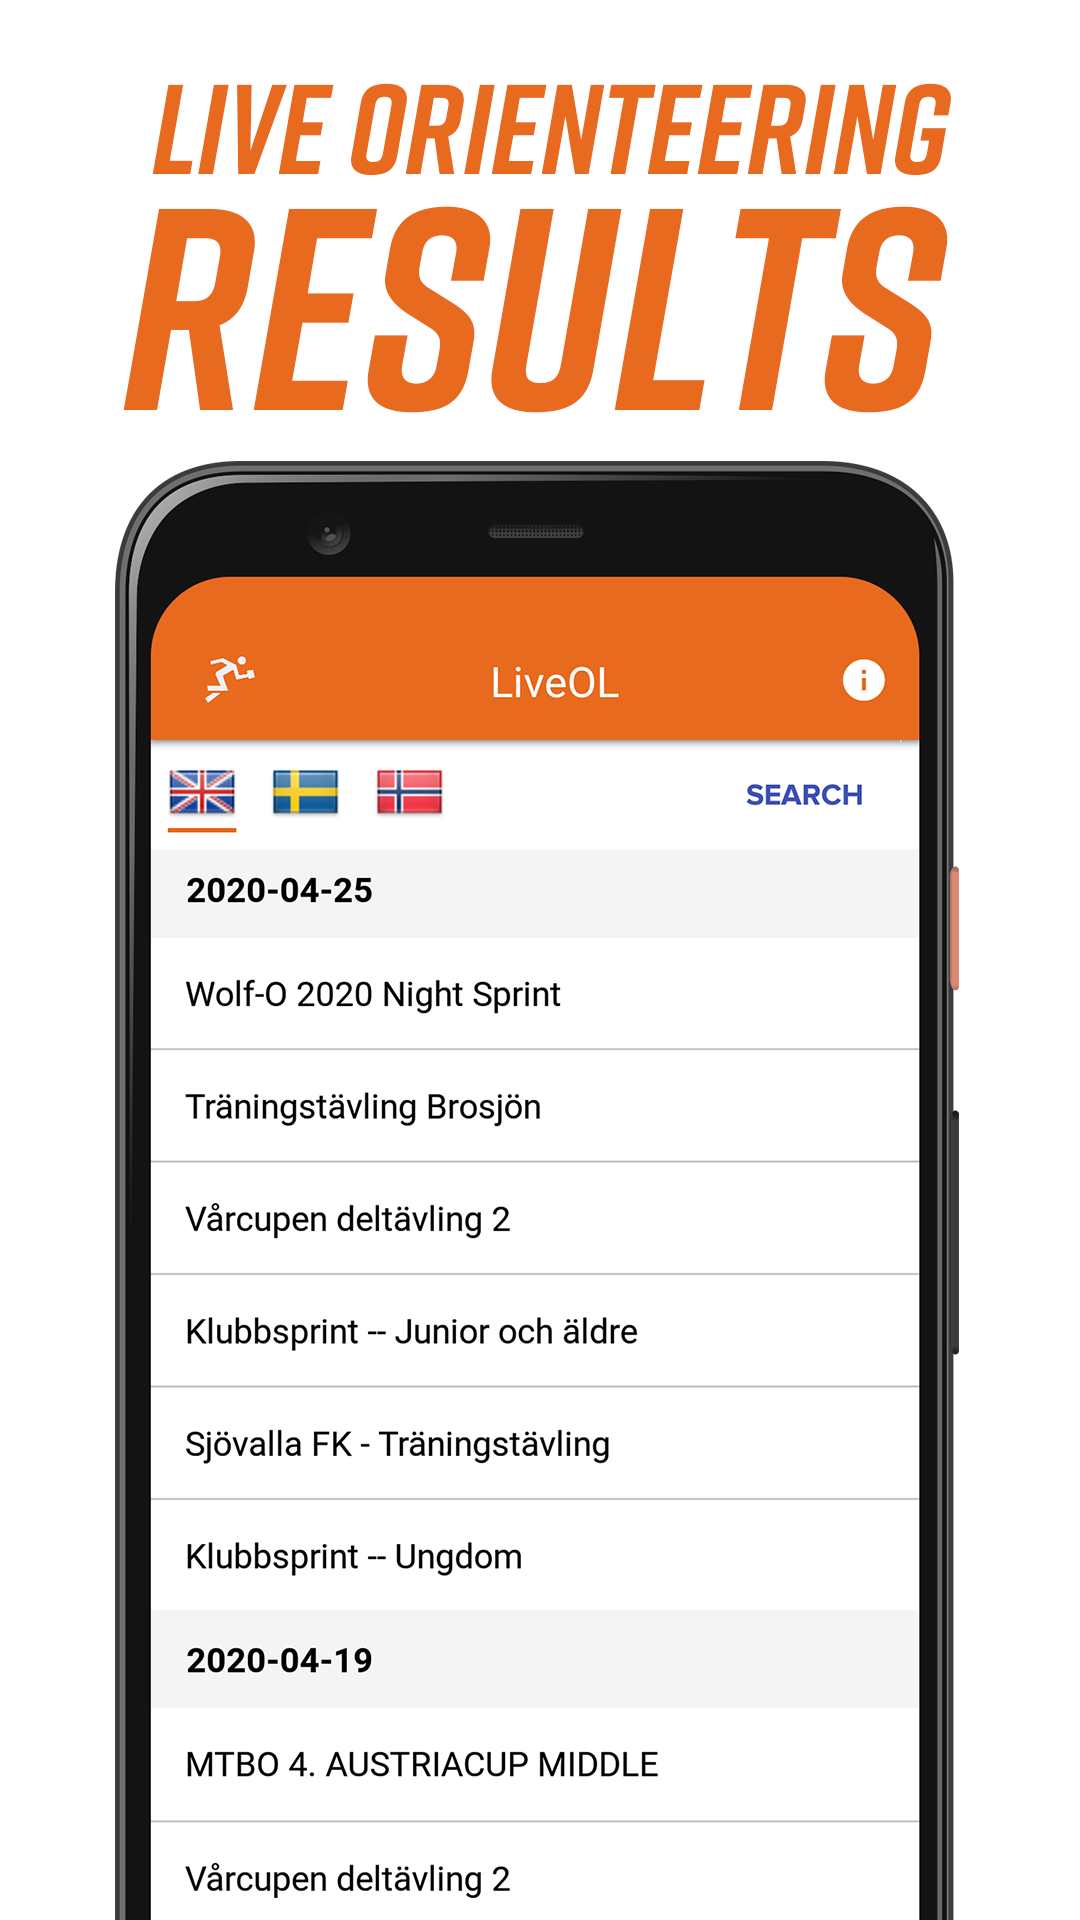 LIVE ORIENTEERING
RESULTS
LiveOL
i
SEARCH
2020-04-25
Wolf-O 2020 Night Sprint
Träningstävling Brosjön
Vårcupen deltävling 2
Klubbsprint -- Junior och äldre
Sjövalla FK - Träningstävling
Klubbsprint -- Ungdom
2020-04-19
MTBO 4. AUSTRIACUP MIDDLE
Vårcupen deltävling 2